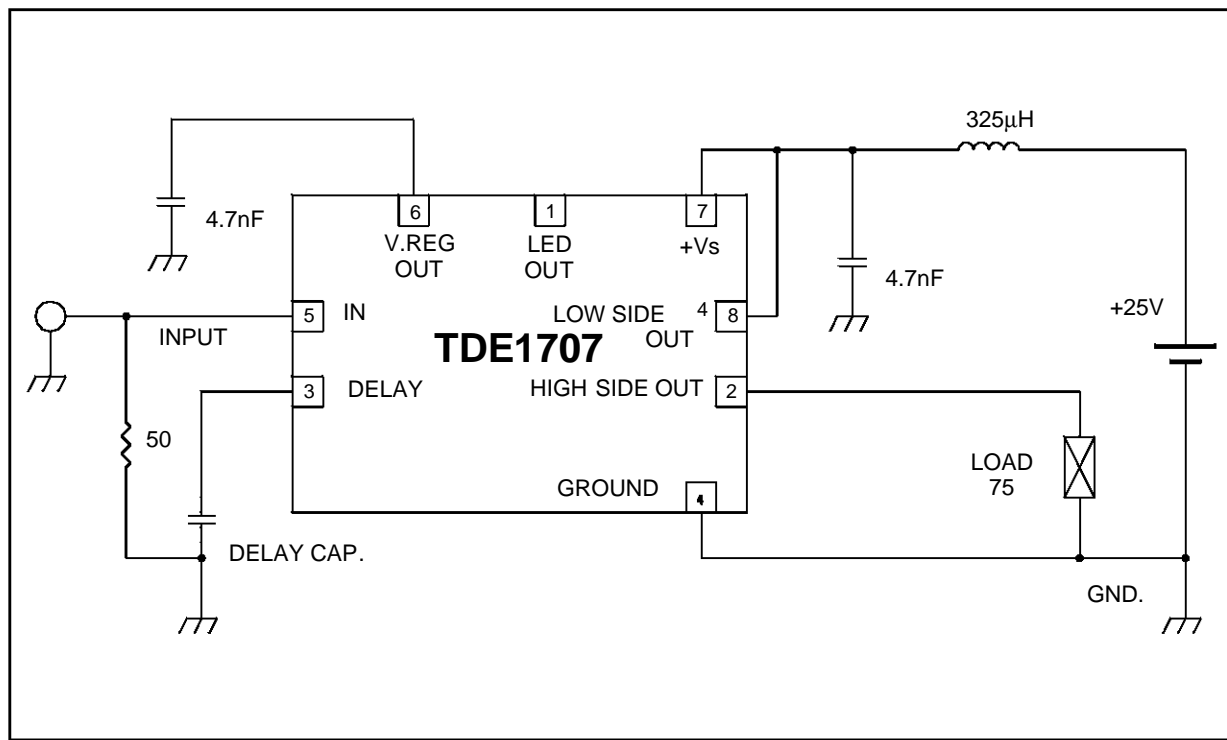 325μH
4.7nF
6
1
7
V.REG
OUT
LED
OUT
+Vs
4.7nF
+25V
INPUT
5
IN
LOW SIDE
OUT
4
8
TDE1707
3
DELAY
HIGH SIDE OUT
2
50
LOAD
75
GROUND
4
DELAY CAP.
GND.